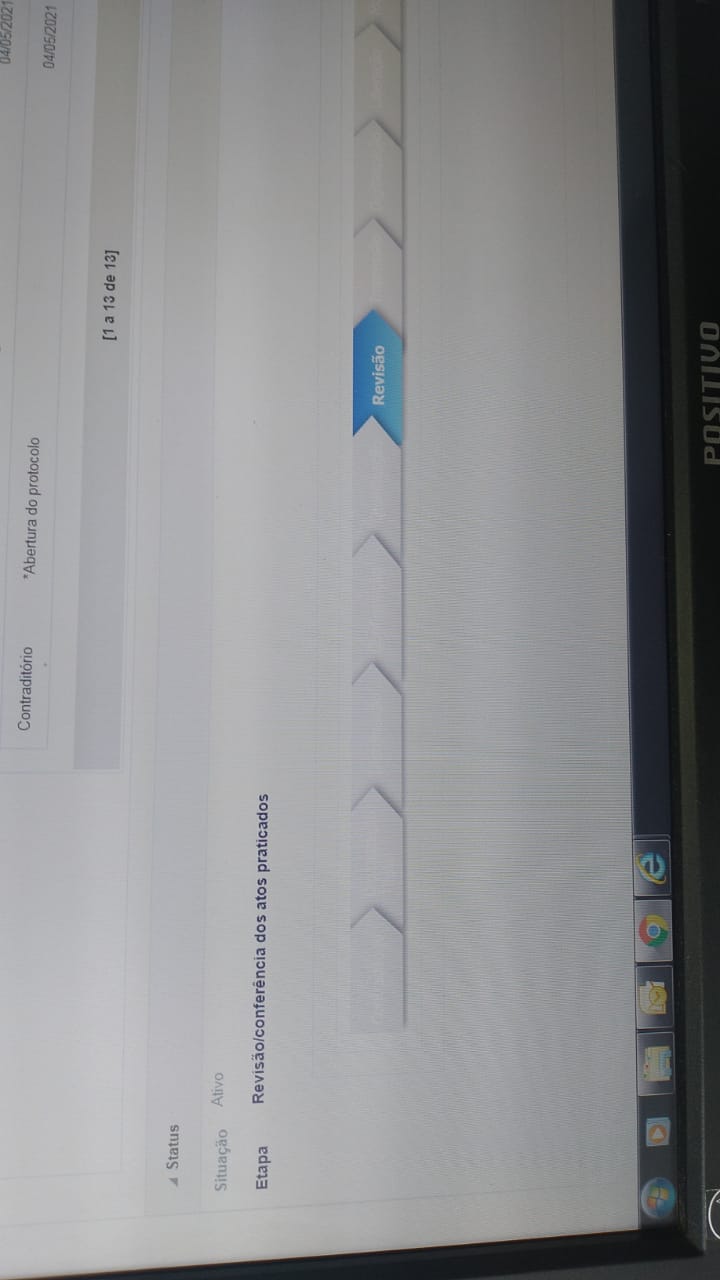 04/05/2021
Contraditório *Abertura do protocolo 04/05/2021
[1 a 13 de 13]
Status
Situação Ativo
Etapa Revisão/conferência dos atos praticados
Revisão
POSITIVO